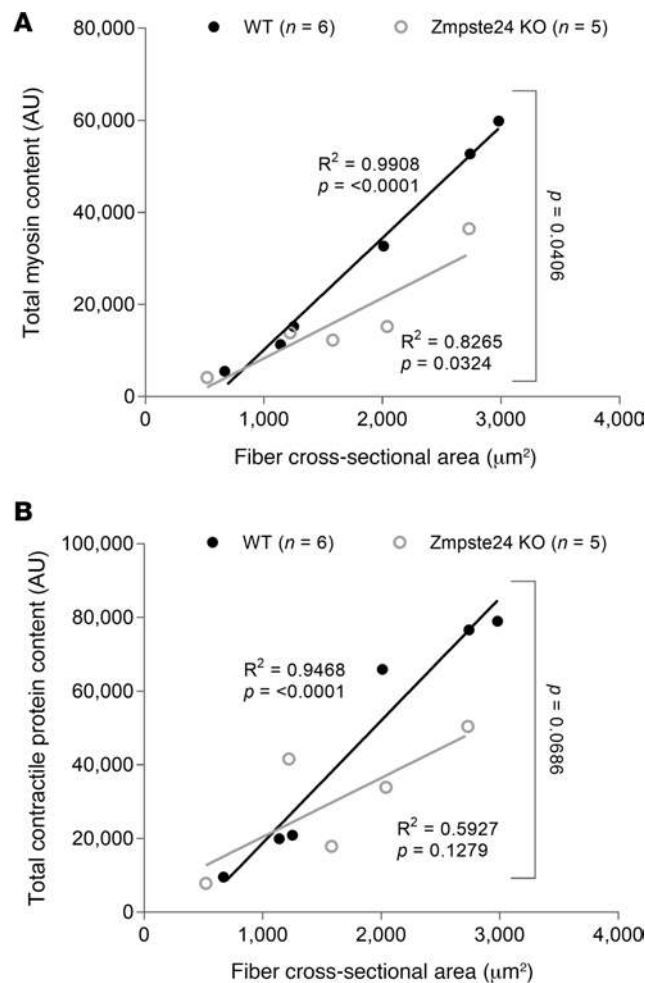 A
WT (n = 6)
Zmpste24 KO (n = 5)
80,000
60,000
40,000
20,000
0
Total myosin content (AU)
R² = 0.9908
p = <0.0001
p = 0.0406
R² = 0.8265
p = 0.0324
0
1,000
2,000
3,000
4,000
Fiber cross-sectional area (μm²)
B
WT (n = 6)
Zmpste24 KO (n = 5)
100,000
80,000
60,000
40,000
20,000
0
Total contractile protein content (AU)
R² = 0.9468
p = <0.0001
p = 0.0686
R² = 0.5927
p = 0.1279
0
1,000
2,000
3,000
4,000
Fiber cross-sectional area (μm²)